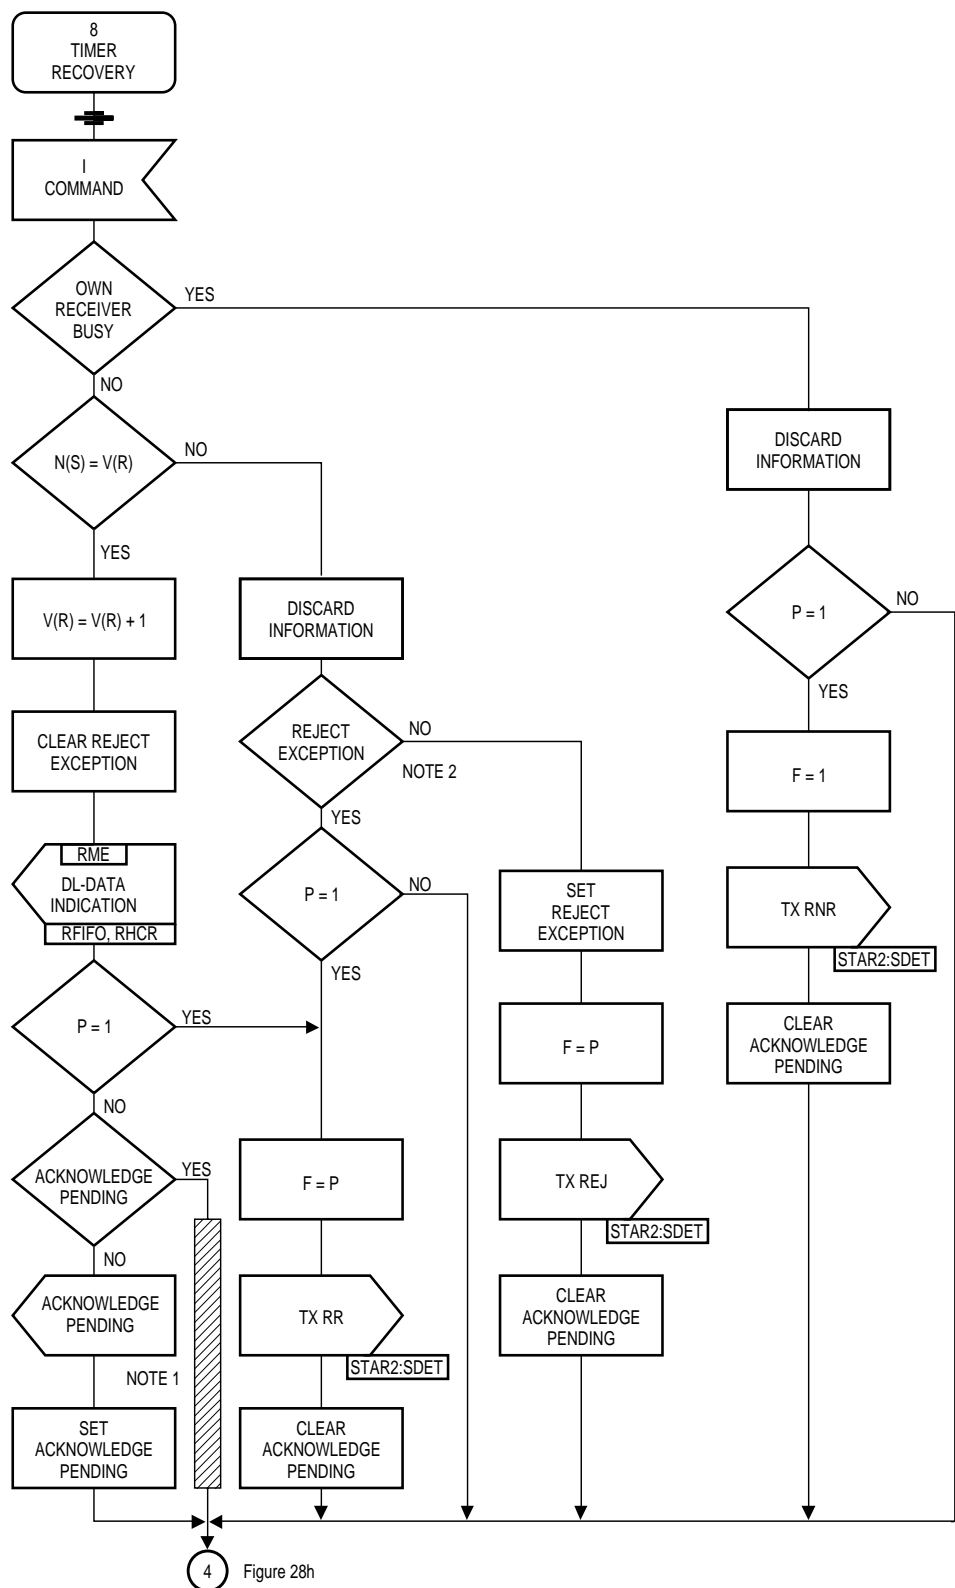 8
TIMER
RECOVERY
I
COMMAND
OWN
RECEIVER
BUSY
YES
NO
N(S) = V(R)
NO
YES
DISCARD
INFORMATION
P = 1
NO
YES
V(R) = V(R) + 1
DISCARD
INFORMATION
CLEAR REJECT
EXCEPTION
REJECT
EXCEPTION
NO
NOTE 2
YES
F = 1
RME
DL-DATA
INDICATION
RFIFO, RHCR
P = 1
NO
YES
SET
REJECT
EXCEPTION
TX RNR
STAR2:SDET
P = 1
YES
NO
F = P
CLEAR
ACKNOWLEDGE
PENDING
ACKNOWLEDGE
PENDING
YES
NO
F = P
TX REJ
STAR2:SDET
ACKNOWLEDGE
PENDING
NOTE 1
TX RR
STAR2:SDET
CLEAR
ACKNOWLEDGE
PENDING
SET
ACKNOWLEDGE
PENDING
CLEAR
ACKNOWLEDGE
PENDING
4
Figure 28h